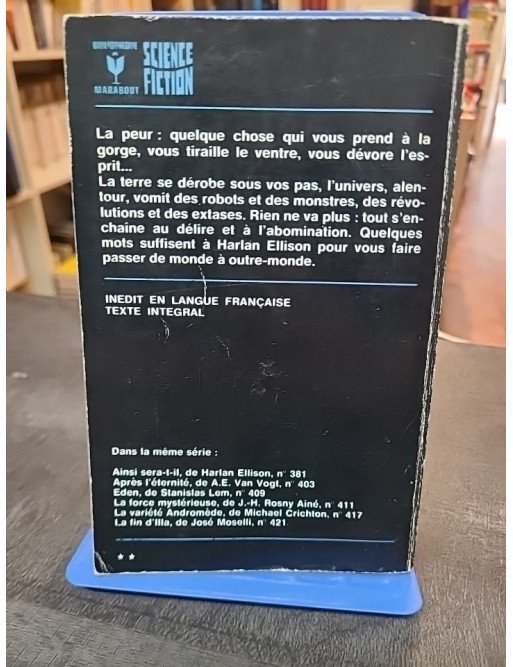 BIBLIOTHEQUE
MARABOUT
SCIENCE
FICTION
La peur : quelque chose qui vous prend à la
gorge, vous tiraille le ventre, vous dévore l'es-
prit...
La terre se dérobe sous vos pas, l'univers, alen-
tour, vomit des robots et des monstres, des révo-
lutions et des extases. Rien ne va plus : tout s'en-
chaîne au délire et à l'abomination. Quelques
mots suffisent à Harlan Ellison pour vous faire
passer de monde à outre-monde.
INEDIT EN LANGUE FRANÇAISE
TEXTE INTEGRAL
Dans la même série :
Ainsi sera-t-il, de Harlan Ellison, n° 381
Après l'éternité, de A.E. Van Vogt, n° 403
Eden, de Stanislas Lem, n° 409
La force mystérieuse, de J.-H. Rosny Aîné, n° 411
La variété Andromède, de Michael Crichton, n° 417
La fin d'Illa, de José Moselli, n° 421
★★